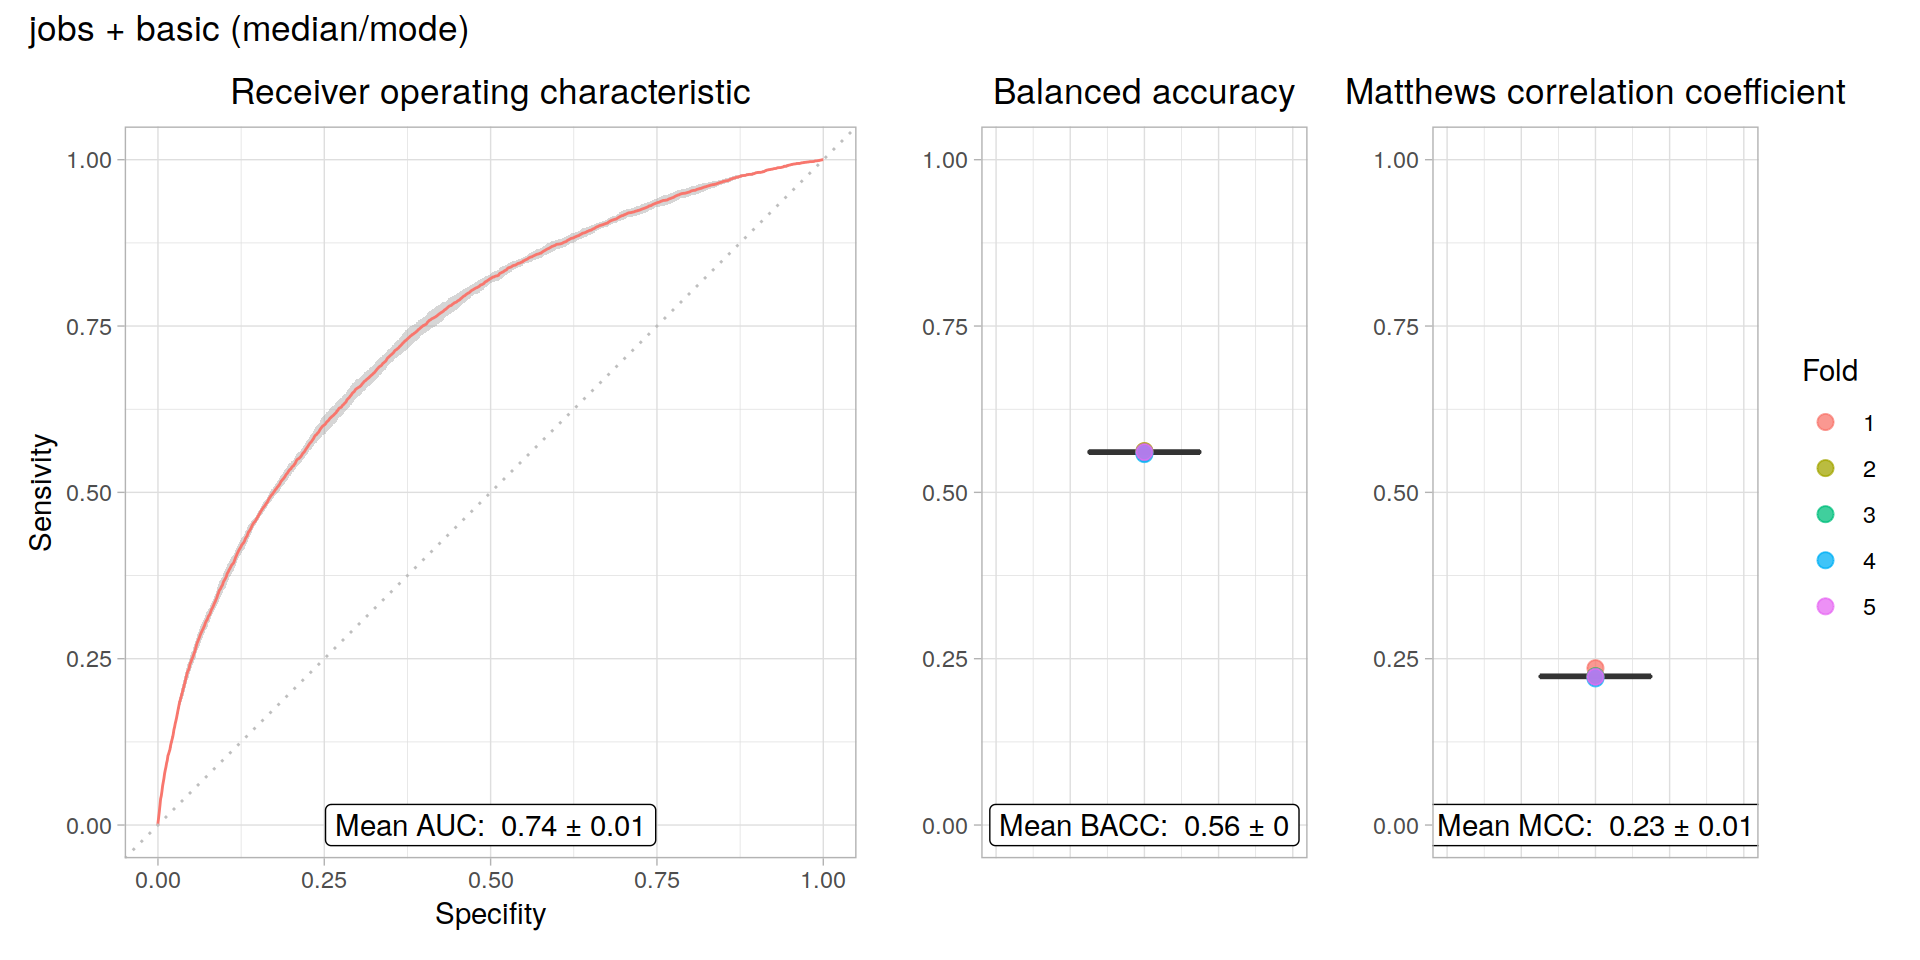 jobs + basic (median/mode)
Receiver operating characteristic
Sensivity
1.00
0.75
0.50
0.25
0.00
Mean AUC: 0.74 ± 0.01
0.00 0.25 0.50 0.75 1.00
Specifity
Balanced accuracy
1.00
0.75
0.50
0.25
0.00
Mean BACC: 0.56 ± 0
Matthews correlation coefficient
1.00
0.75
0.50
0.25
0.00
Mean MCC: 0.23 ± 0.01
Fold
1
2
3
4
5